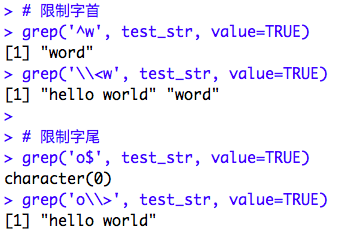 > # 限制字首
> grep('^w', test_str, value=TRUE)
[1] "word"
> grep('\\<w', test_str, value=TRUE)
[1] "hello world" "word"
>
> # 限制字尾
> grep('o$', test_str, value=TRUE)
character(0)
> grep('o\\>', test_str, value=TRUE)
[1] "hello world"